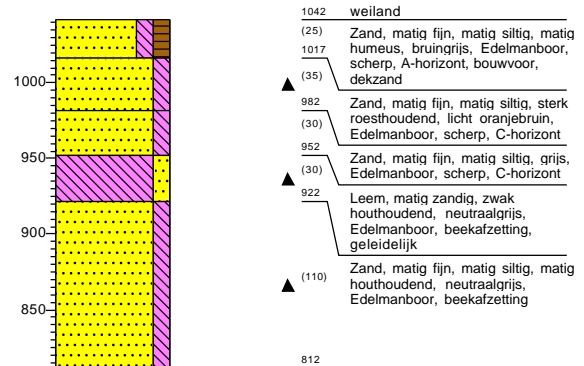 1042 weiland
(25) Zand, matig fijn, matig siltig, matig
1017 humeus, bruingrijs, Edelmanboor,
scherp, A-horizont, bouwvoor,
1000
(35) dekzand
982 Zand, matig fijn, matig siltig, sterk
(30) roesthoudend, licht oranjebruin,
Edelmanboor, scherp, C-horizont
950
952 Zand, matig fijn, matig siltig, grijs,
(30) Edelmanboor, scherp, C-horizont
922 Leem, matig zandig, zwak
houthoudend, neutraalgrijs,
900
Edelmanboor, beekafzetting,
geleidelijk
(110) Zand, matig fijn, matig siltig, matig
houthoudend, neutraalgrijs,
Edelmanboor, beekafzetting
850
812